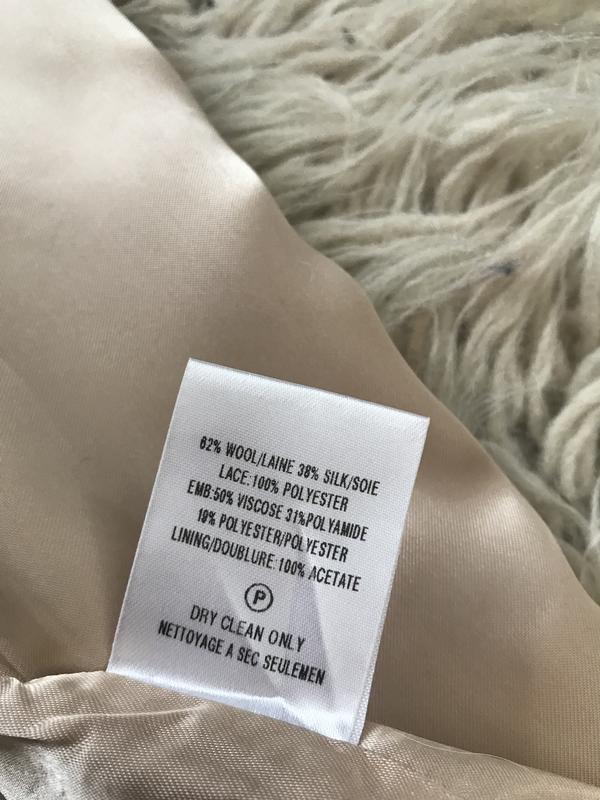 62% WOOL/LAINE 38% SILK/SOIE
LACE:100% POLYESTER
EMB:50% VISCOSE 31%POLYAMIDE
19% POLYESTER/POLYESTER
LINING/DOUBLURE:100% ACETATE
P
DRY CLEAN ONLY
NETTOYAGE A SEC SEULEMEN